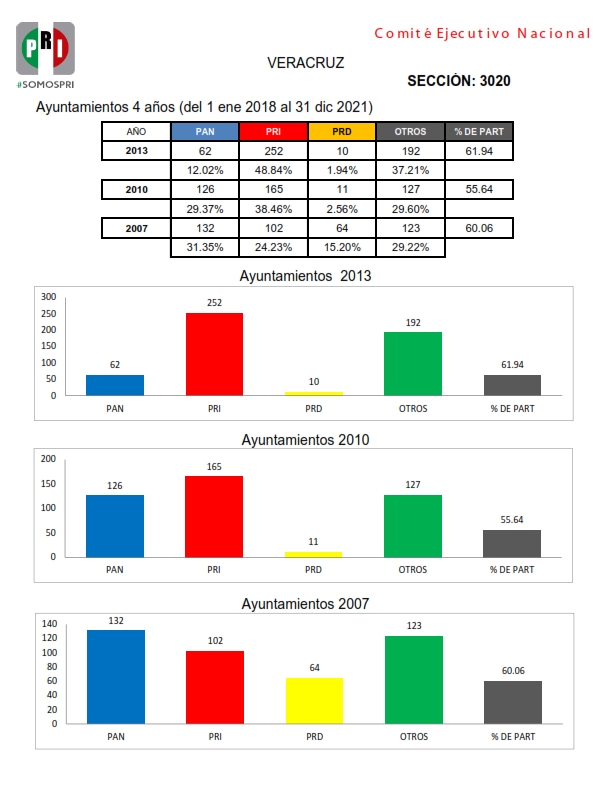 Comité Ejecutivo Nacional
PRI
#SOMOSPRI
VERACRUZ
SECCIÓN: 3020
Ayuntamientos 4 años (del 1 ene 2018 al 31 dic 2021)
AÑO PAN PRI PRD OTROS % DE PART
2013 62 252 10 192 61.94
12.02% 48.84% 1.94% 37.21%
2010 126 165 11 127 55.64
29.37% 38.46% 2.56% 29.60%
2007 132 102 64 123 60.06
31.35% 24.23% 15.20% 29.22%
Ayuntamientos 2013
300
250
200
150
100
50
0
62 252 10 192 61.94
PAN PRI PRD OTROS % DE PART
Ayuntamientos 2010
200
150
100
50
0
126 165 11 127 55.64
PAN PRI PRD OTROS % DE PART
Ayuntamientos 2007
140
120
100
80
60
40
20
0
132 102 64 123 60.06
PAN PRI PRD OTROS % DE PART